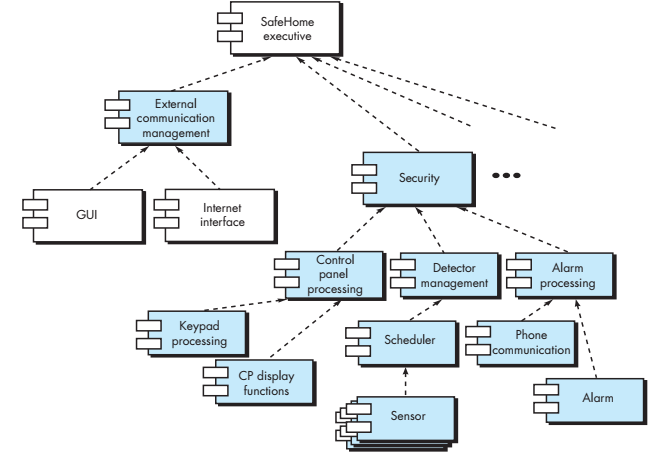 SafeHome
executive
External
communication
management
Security
GUI
Internet
interface
Control
panel
processing
Detector
management
Alarm
processing
Keypad
processing
Scheduler
Phone
communication
CP display
functions
Alarm
Sensor